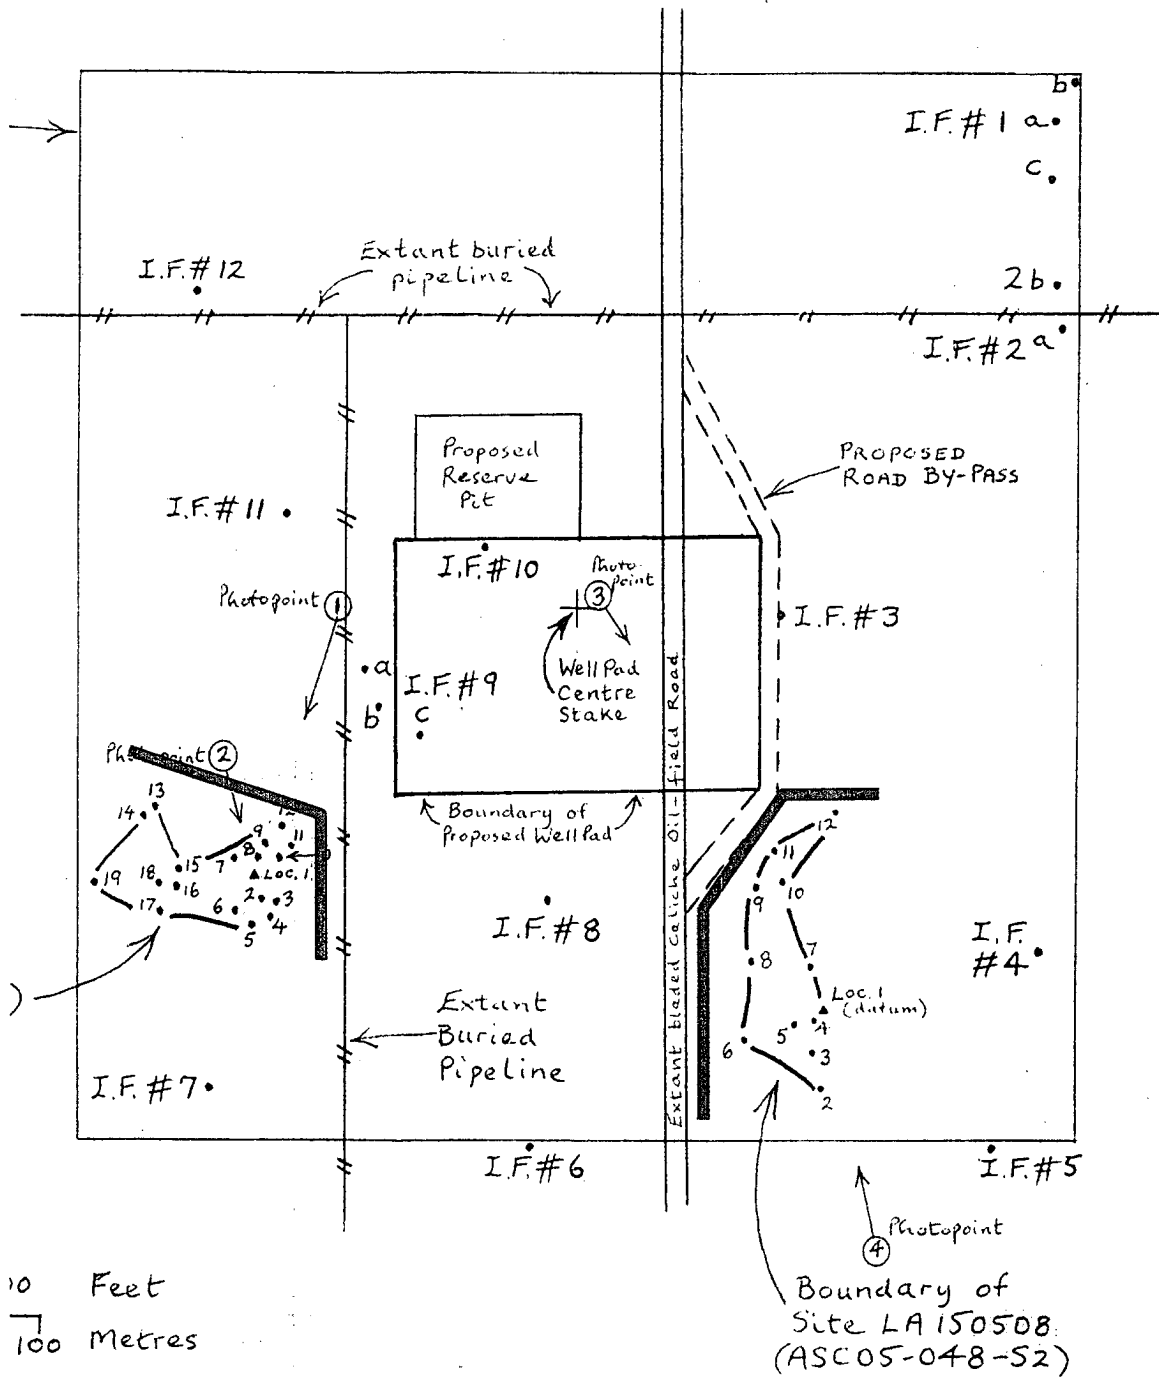 b
I.F.#1 a
c
Extant buried
pipeline
I.F.#12
2b
I.F.#2 a
Proposed
Reserve
Pit
PROPOSED
ROAD BY-PASS
I.F.#11
I.F.#10
Photo-
point
3
Photopoint 1
I.F.#3
a
I.F.#9
b
c
Well Pad
Centre
Stake
Extant bladed Caliche Oil-field Road
2
13
14
Boundary of
Proposed Well Pad
12
9
11
8
7
15
Loc. 1
19
18
16
2
3
17
6
4
5
12
11
9
10
I.F.#8
8
7
I.F.
#4
Loc. 1
(datum)
5
4
6
3
2
)
Extant
Buried
Pipeline
I.F.#7
I.F.#6
I.F.#5
Photopoint
4
Feet
100 Metres
Boundary of
Site LA 150508
(ASC05-048-52)